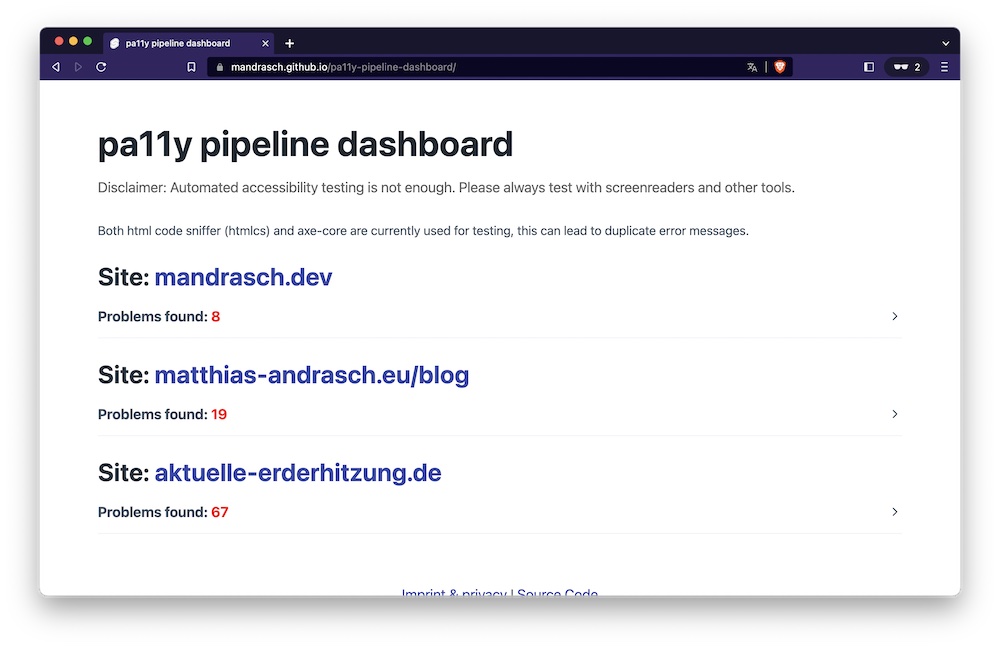 pa11y pipeline dashboard
2
mandrasch.github.io/pa11y-pipeline-dashboard/
pa11y pipeline dashboard
Disclaimer: Automated accessibility testing is not enough. Please always test with screenreaders and other tools.
Both html code sniffer (htmlcs) and axe-core are currently used for testing, this can lead to duplicate error messages.
Site: mandrasch.dev
Problems found: 8
Site: matthias-andrasch.eu/blog
Problems found: 19
Site: aktuelle-erderhitzung.de
Problems found: 67
Imprint & privacy | Source Code